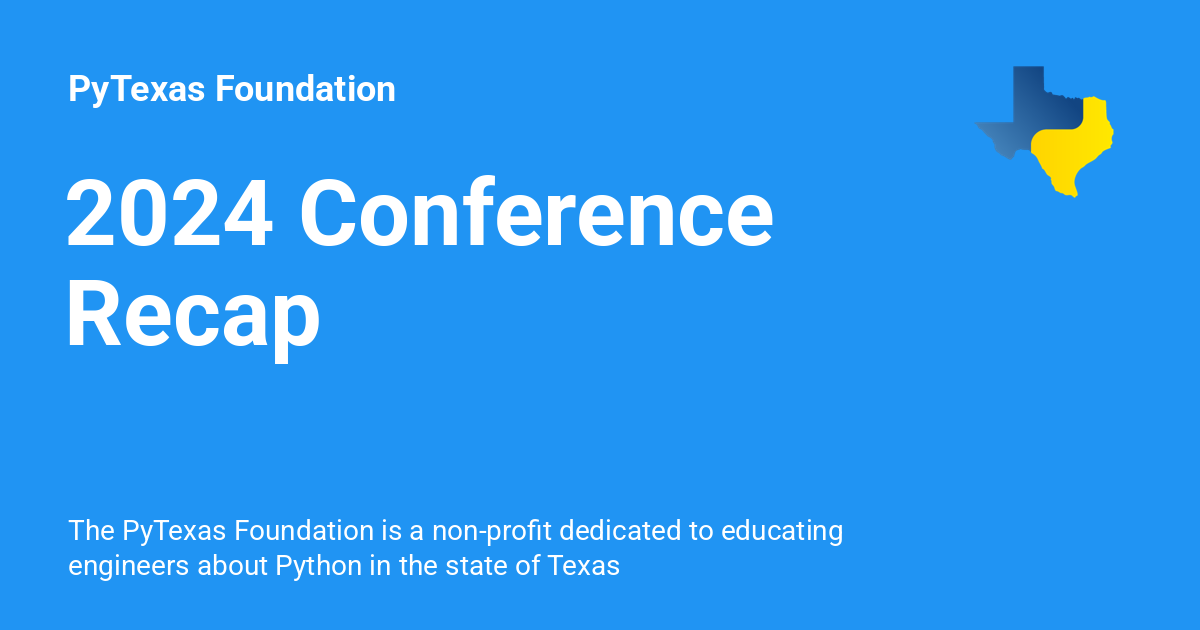 PyTexas Foundation
2024 Conference
Recap
The PyTexas Foundation is a non-profit dedicated to educating
engineers about Python in the state of Texas